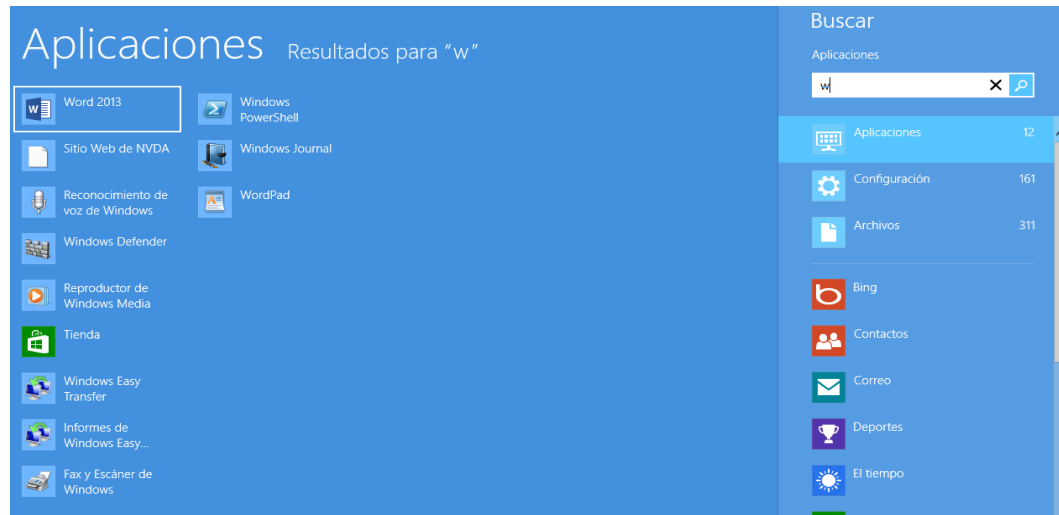 Aplicaciones Resultados para "w"
Word 2013
Sitio Web de NVDA
Reconocimiento de
voz de Windows
Windows Defender
Reproductor de
Windows Media
Tienda
Windows Easy
Transfer
Informes de
Windows Easy...
Fax y Escáner de
Windows
Windows
PowerShell
Windows Journal
WordPad
Buscar
Aplicaciones
w
Aplicaciones 12
Configuración 161
Archivos 311
Bing
Contactos
Correo
Deportes
El tiempo